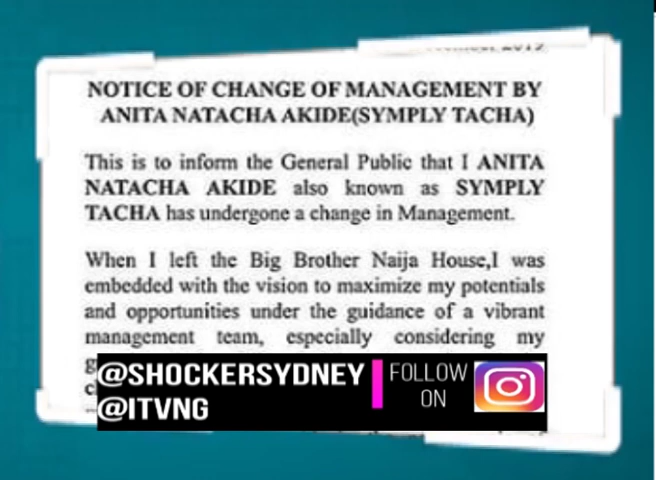 2019
NOTICE OF CHANGE OF MANAGEMENT BY
ANITA NATACHA AKIDE(SYMPLY TACHA)
This is to inform the General Public that I ANITA
NATACHA AKIDE also known as SYMPLY
TACHA has undergone a change in Management.
When I left the Big Brother Naija House,I was
embedded with the vision to maximize my potentials
and opportunities under the guidance of a vibrant
management team, especially considering my
@SHOCKERSYDNEY
@ITVNG
FOLLOW
ON